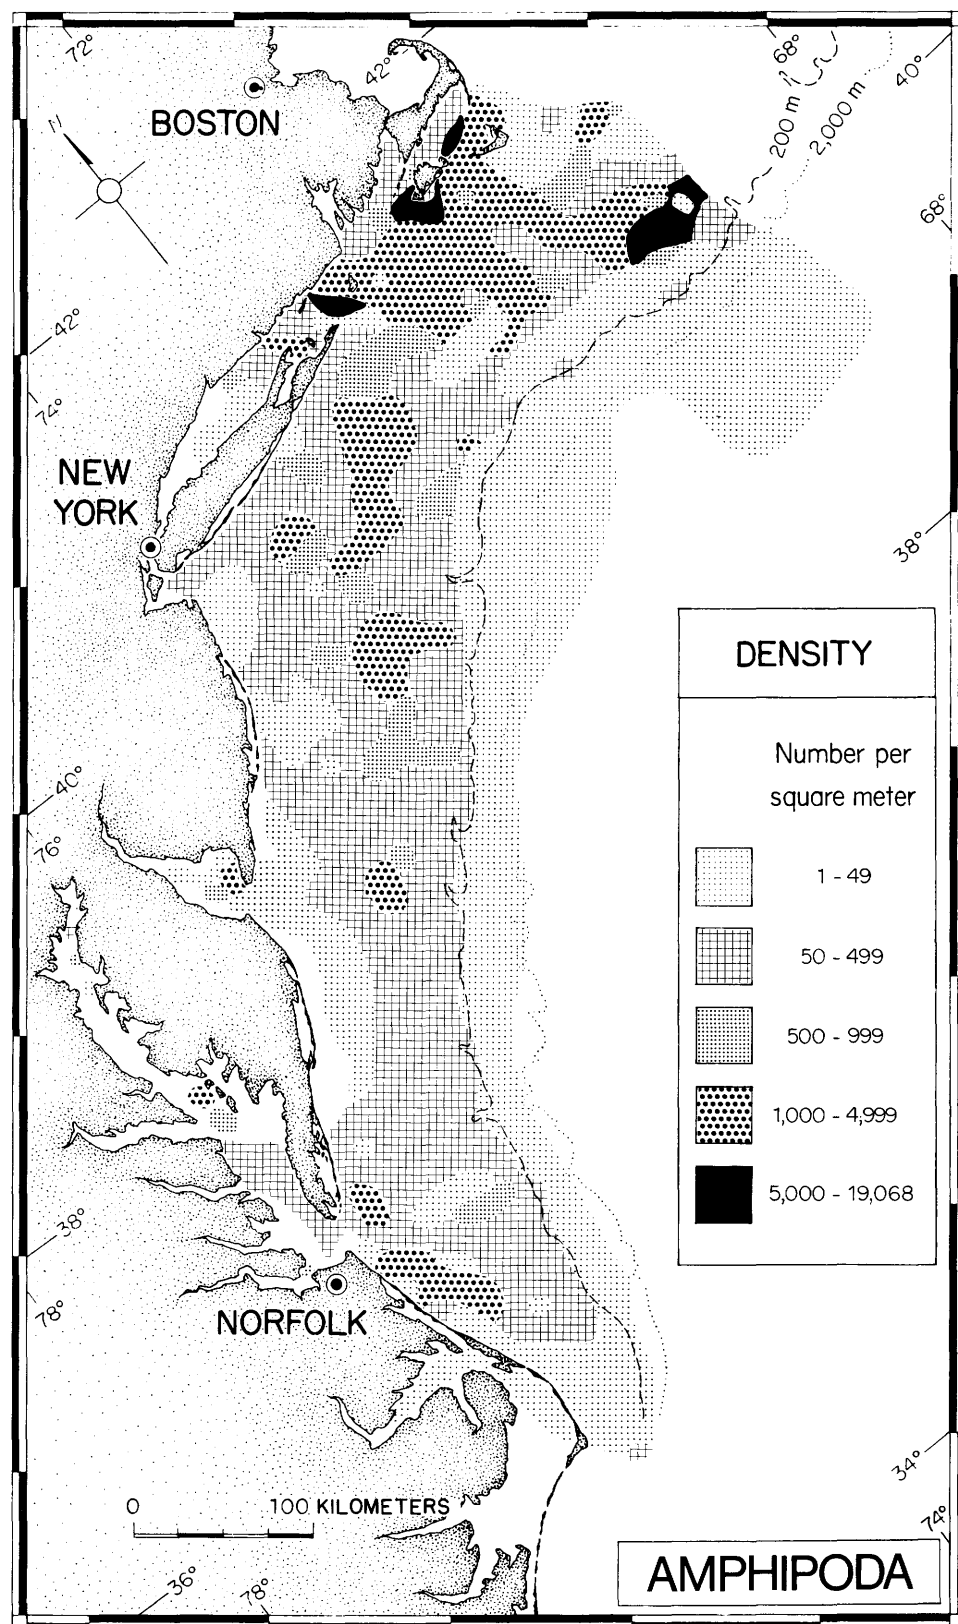 72°
42°
68°
200 m
2,000 m
40°
BOSTON
N
68°
42°
74°
NEW
YORK
38°
DENSITY
Number per
square meter
1 - 49
50 - 499
500 - 999
1,000 - 4,999
5,000 - 19,068
40°
76°
38°
78°
NORFOLK
34°
74°
0 100 KILOMETERS
36°
78°
AMPHIPODA